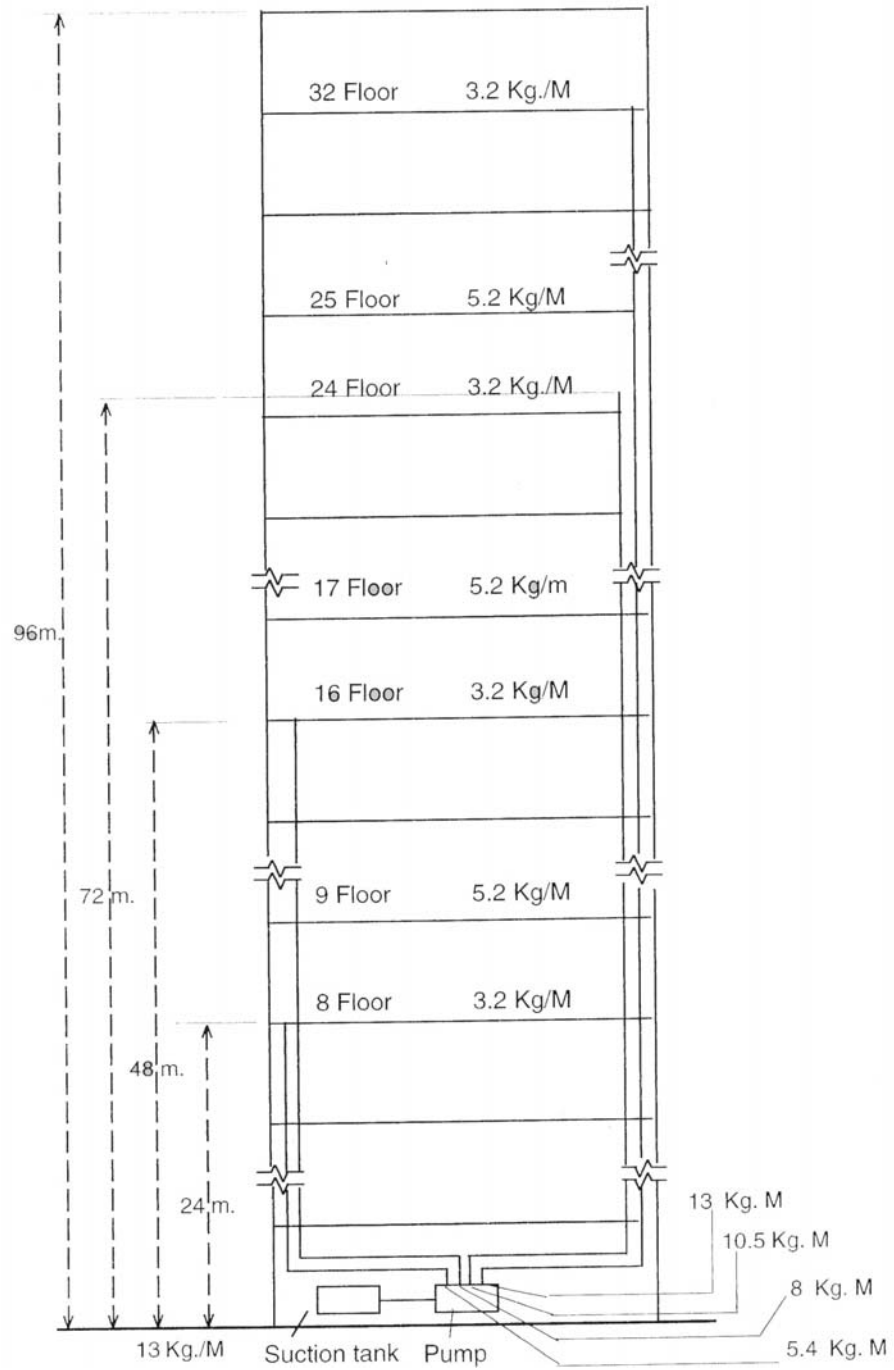 32 Floor 3.2 Kg./M
25 Floor 5.2 Kg/M
24 Floor 3.2 Kg./M
17 Floor 5.2 Kg/m
96m.
16 Floor 3.2 Kg/M
72 m.
9 Floor 5.2 Kg/M
8 Floor 3.2 Kg/M
48 m.
24 m.
13 Kg. M
10.5 Kg. M
8 Kg. M
5.4 Kg. M
13 Kg./M
Suction tank Pump